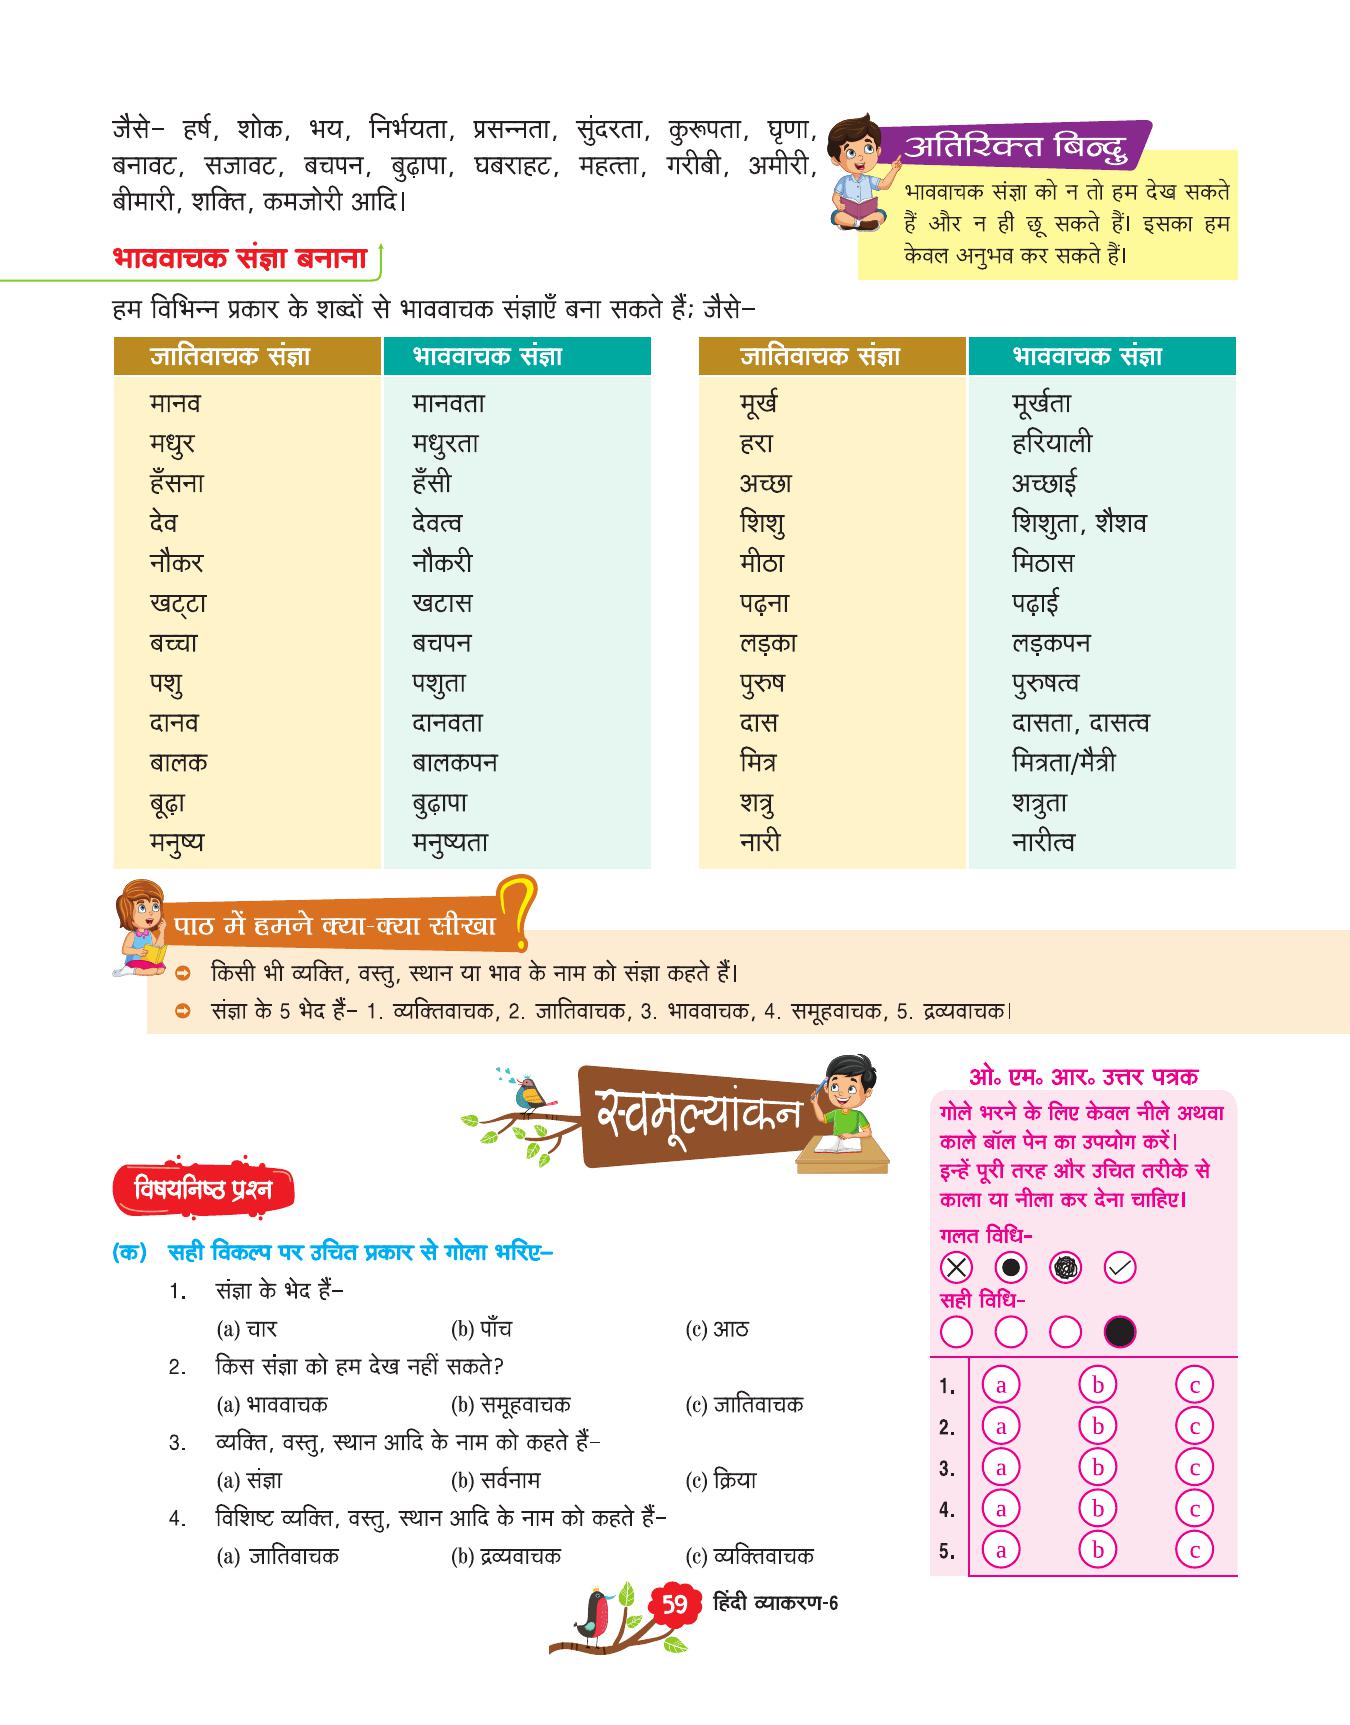 जैसे– हर्ष, शोक, भय, निर्भयता, प्रसन्नता, सुंदरता, कुरूपता, घृणा,
बनावट, सजावट, बचपन, बुढ़ापा, घबराहट, महत्ता, गरीबी, अमीरी,
बीमारी, शक्ति, कमजोरी आदि।
अतिरिक्त बिन्दु
भाववाचक संज्ञा को न तो हम देख सकते
हैं और न ही छू सकते हैं। इसका हम
केवल अनुभव कर सकते हैं।
भाववाचक संज्ञा बनाना
हम विभिन्न प्रकार के शब्दों से भाववाचक संज्ञाएँ बना सकते हैं; जैसे–
जातिवाचक संज्ञा भाववाचक संज्ञा
मानव मानवता
मधुर मधुरता
हँसना हँसी
देव देवत्व
नौकर नौकरी
खट्टा खटास
बच्चा बचपन
पशु पशुता
दानव दानवता
बालक बालकपन
बूढ़ा बुढ़ापा
मनुष्य मनुष्यता
जातिवाचक संज्ञा भाववाचक संज्ञा
मूर्ख मूर्खता
हरा हरियाली
अच्छा अच्छाई
शिशु शिशुता, शैशव
मीठा मिठास
पढ़ना पढ़ाई
लड़का लड़कपन
पुरुष पुरुषत्व
दास दासता, दासत्व
मित्र मित्रता/मैत्री
शत्रु शत्रुता
नारी नारीत्व
पाठ में हमने क्या-क्या सीखा ?
किसी भी व्यक्ति, वस्तु, स्थान या भाव के नाम को संज्ञा कहते हैं।
संज्ञा के 5 भेद हैं– 1. व्यक्तिवाचक, 2. जातिवाचक, 3. भाववाचक, 4. समूहवाचक, 5. द्रव्यवाचक।
स्वमूल्यांकन
विषयनिष्ठ प्रश्न
(क) सही विकल्प पर उचित प्रकार से गोला भरिए–
1. संज्ञा के भेद हैं–
(a) चार (b) पाँच (c) आठ
2. किस संज्ञा को हम देख नहीं सकते?
(a) भाववाचक (b) समूहवाचक (c) जातिवाचक
3. व्यक्ति, वस्तु, स्थान आदि के नाम को कहते हैं–
(a) संज्ञा (b) सर्वनाम (c) क्रिया
4. विशिष्ट व्यक्ति, वस्तु, स्थान आदि के नाम को कहते हैं–
(a) जातिवाचक (b) द्रव्यवाचक (c) व्यक्तिवाचक
ओ॰ एम॰ आर॰ उत्तर पत्रक
गोले भरने के लिए केवल नीले अथवा
काले बॉल पेन का उपयोग करें।
इन्हें पूरी तरह और उचित तरीके से
काला या नीला कर देना चाहिए।
गलत विधि–
सही विधि–
1. a b c
2. a b c
3. a b c
4. a b c
5. a b c
59 हिंदी व्याकरण-6